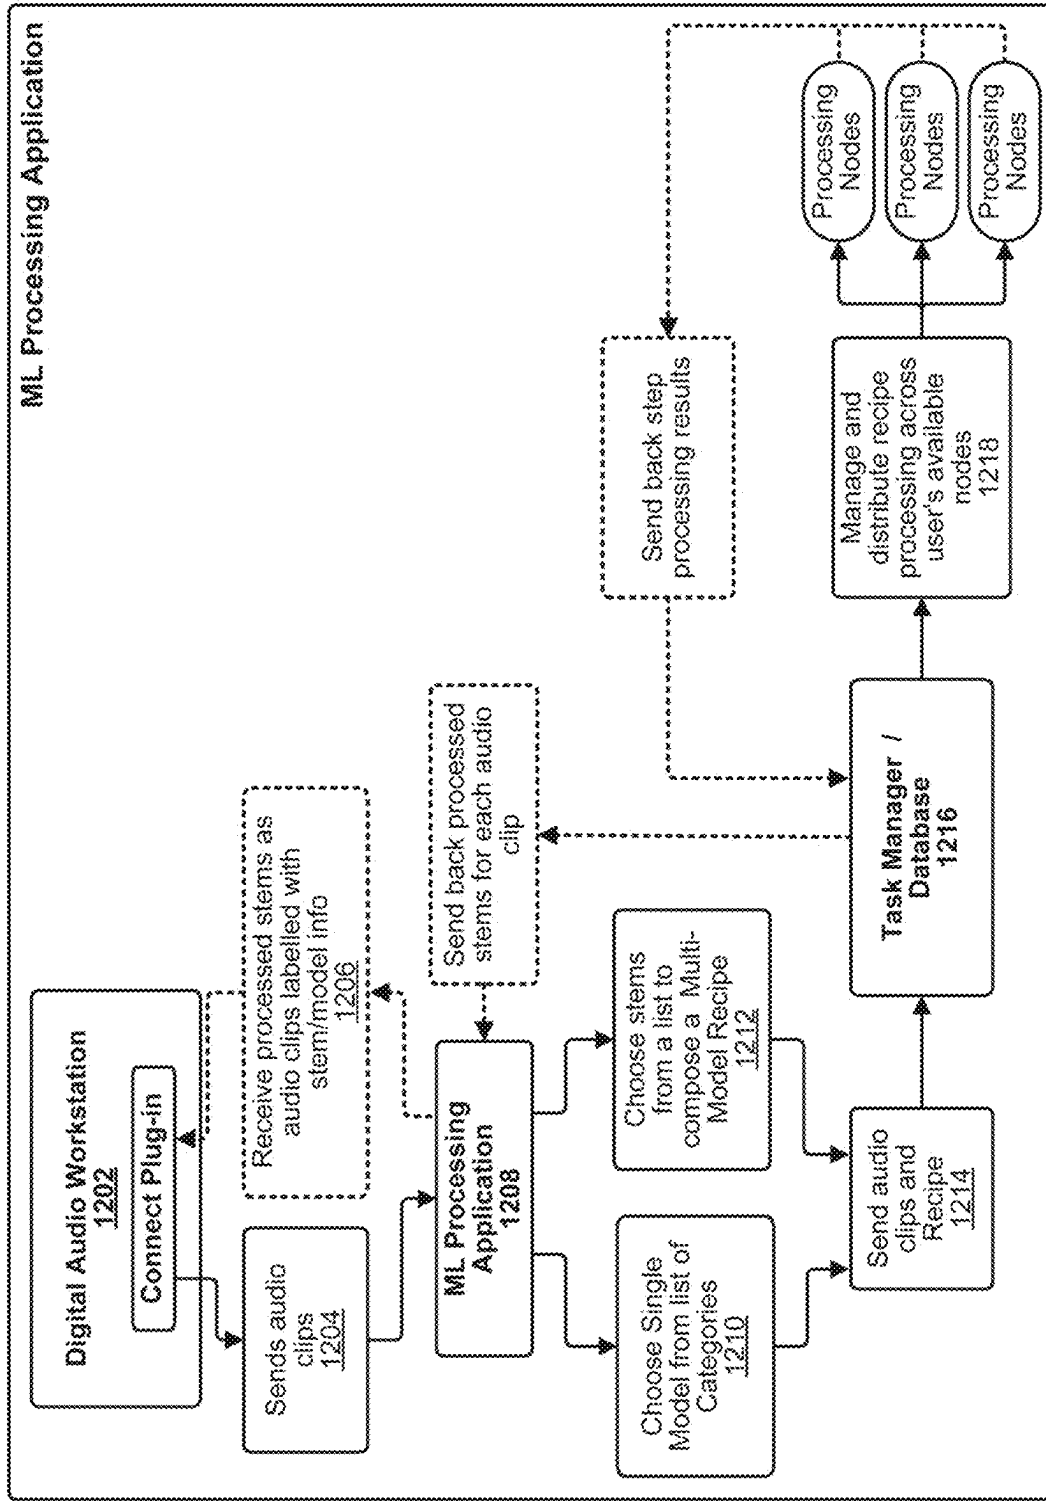 ML Processing Application
Digital Audio Workstation
1202
Connect Plug-in
Sends audio
clips
1204
Receive processed stems as
audio clips labelled with
stem/model info
1206
ML Processing
Application
1208
Send back processed
stems for each audio
clip
Choose Single
Model from list of
Categories
1210
Choose stems
from a list to
compose a Multi-
Model Recipe
1212
Send audio
clips and
Recipe
1214
Task Manager /
Database
1216
Send back step
processing results
Manage and
distribute recipe
processing across
user's available
nodes
1218
Processing
Nodes
Processing
Nodes
Processing
Nodes